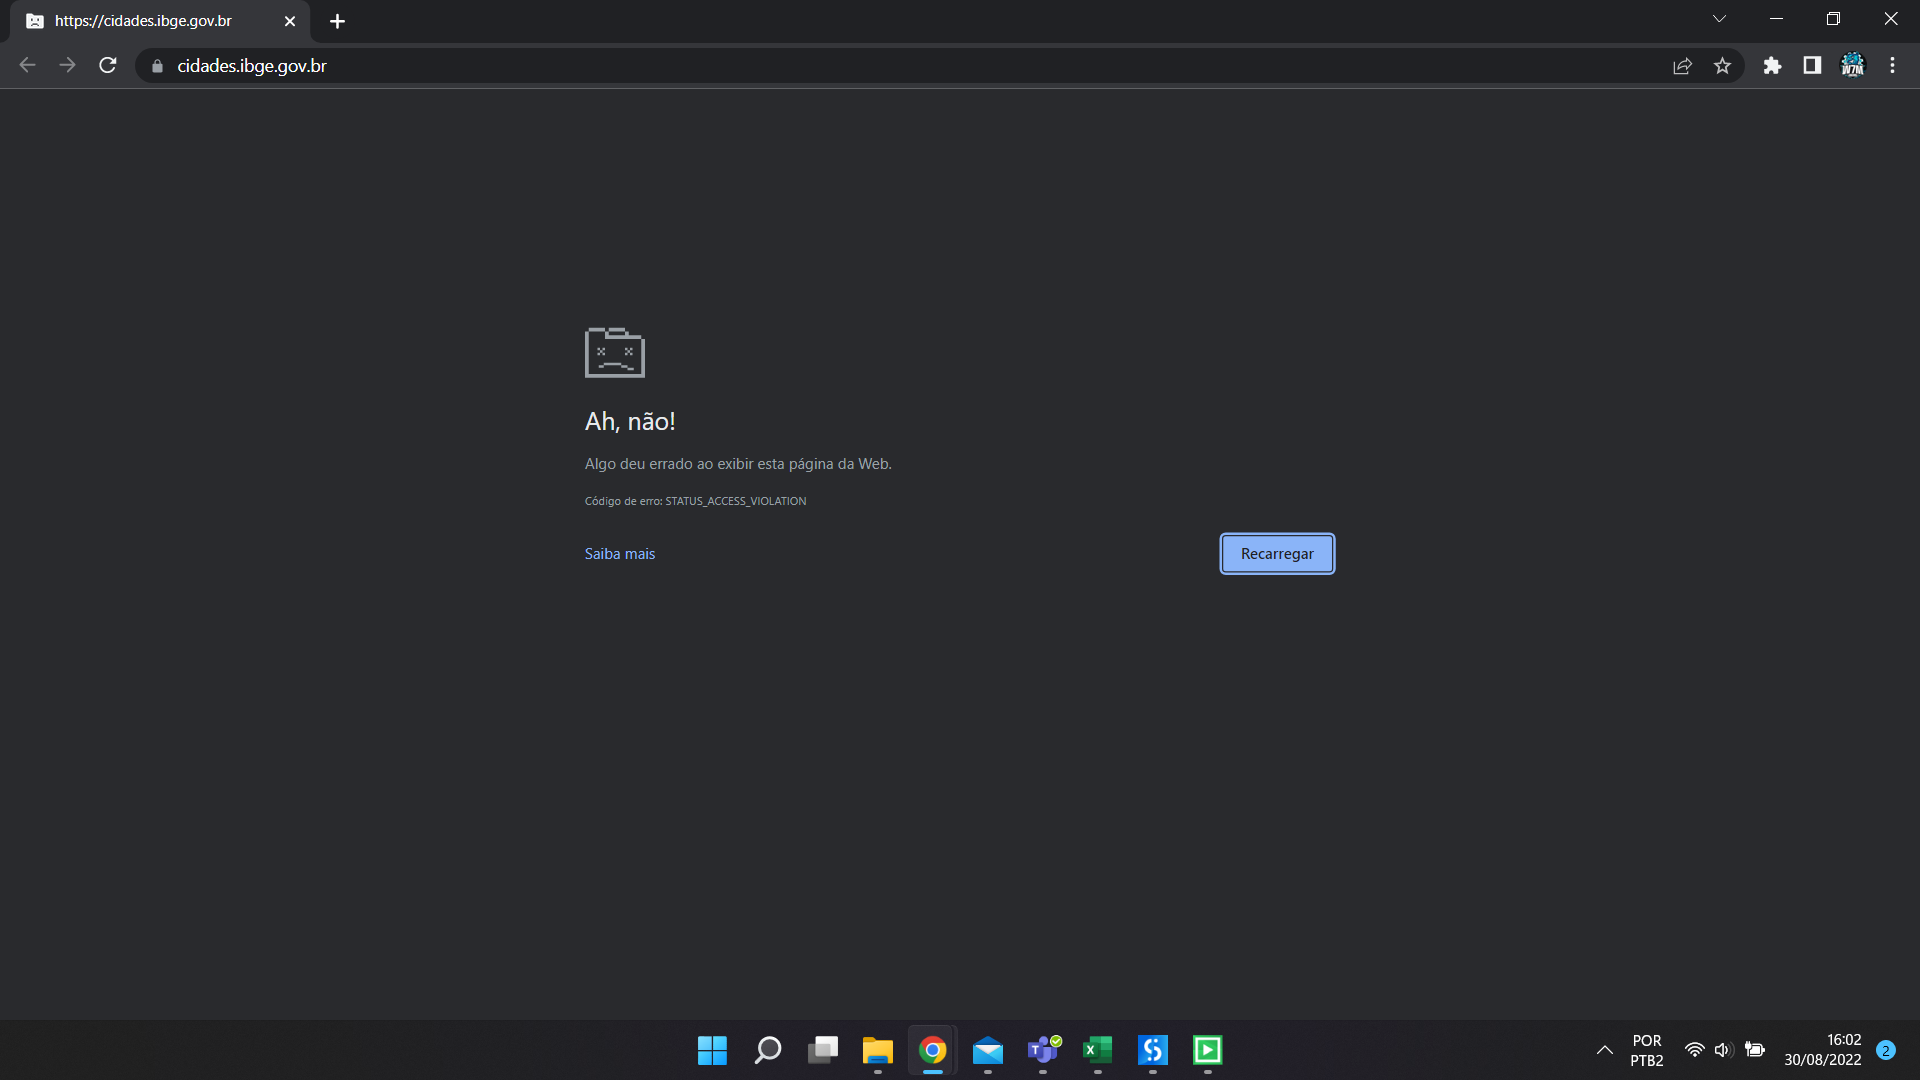 https://cidades.ibge.gov.br
cidades.ibge.gov.br
W7M
Ah, não!
Algo deu errado ao exibir esta página da Web.
Código de erro: STATUS_ACCESS_VIOLATION
Saiba mais
Recarregar
POR
PTB2
16:02
30/08/2022
2